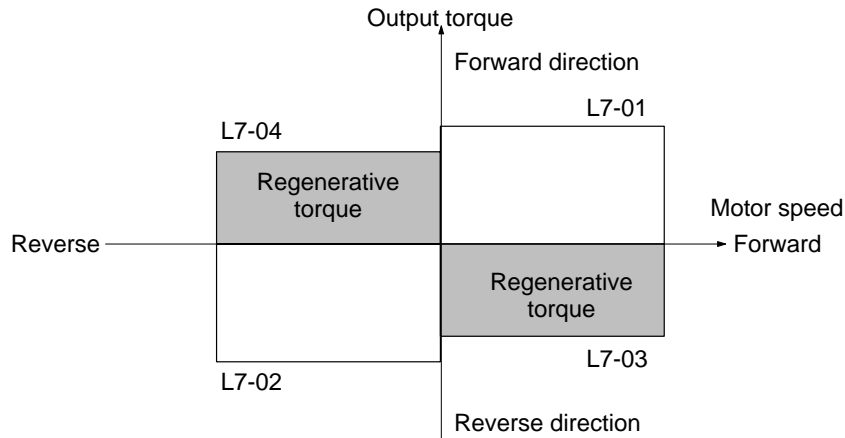 Output torque
Forward direction
L7-01
L7-04
Regenerative
torque
Motor speed
Reverse
Forward
Regenerative
torque
L7-03
L7-02
Reverse direction